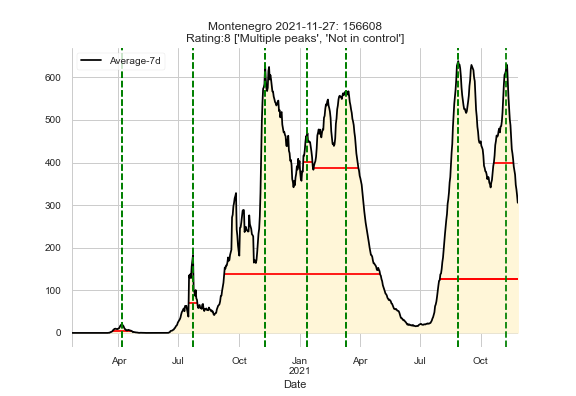 Montenegro 2021-11-27: 156608
Rating:8 ['Multiple peaks', 'Not in control']
Average-7d
600
500
400
300
200
100
0
Apr Jul Oct Jan Apr Jul Oct
2021
Date